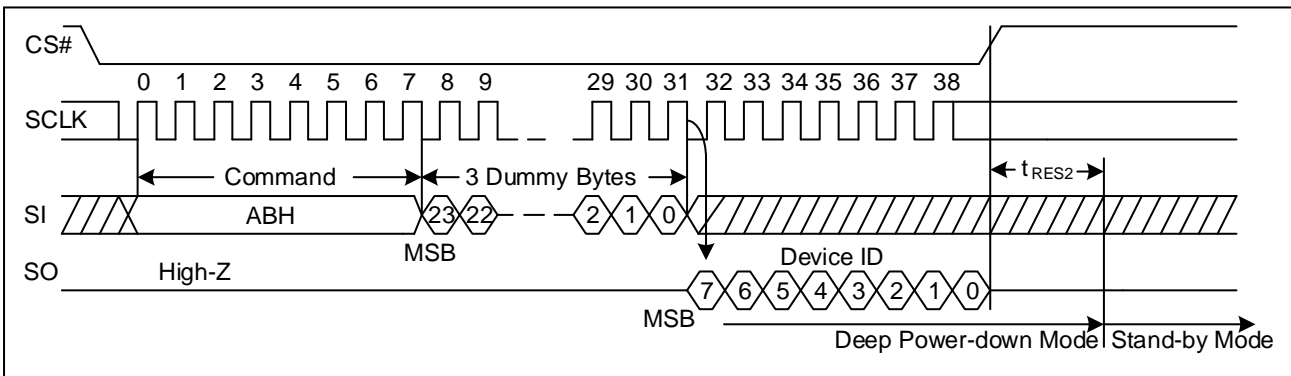 CS#
0 1 2 3 4 5 6 7 8 9 29 30 31 32 33 34 35 36 37 38
SCLK
Command 3 Dummy Bytes tRES2
SI ABH 23 22 2 1 0
MSB
SO High-Z Device ID
7 6 5 4 3 2 1 0
MSB
Deep Power-down Mode Stand-by Mode